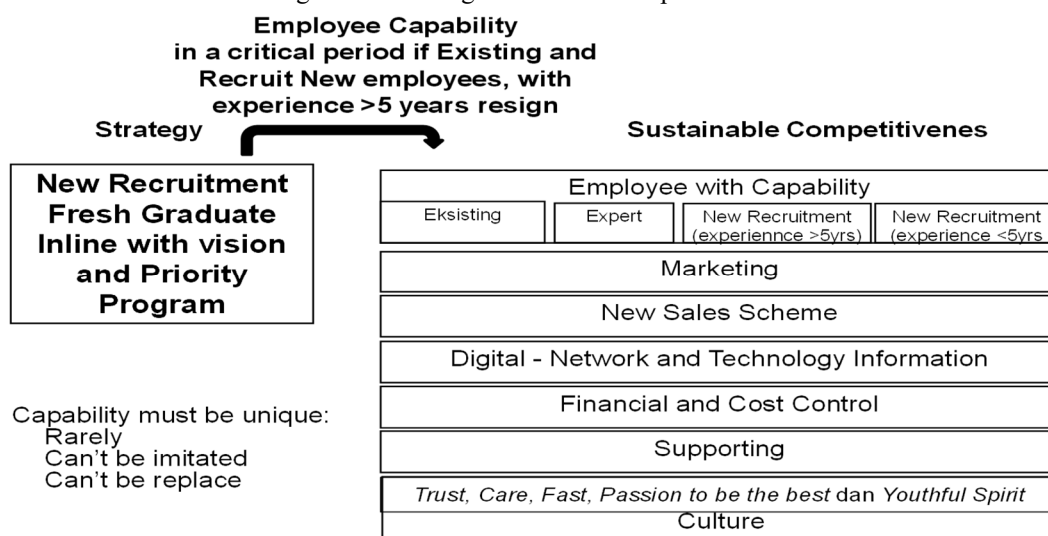 Employee Capability
in a critical period if Existing and
Recruit New employees, with
experience >5 years resign
Strategy
Sustainable Competitivenes
New Recruitment
Fresh Graduate
Inline with vision
and Priority
Program
Employee with Capability
Eksisting
Expert
New Recruitment
(experiennce >5yrs)
New Recruitment
(experience <5yrs
Marketing
New Sales Scheme
Digital - Network and Technology Information
Financial and Cost Control
Supporting
Trust, Care, Fast, Passion to be the best dan Youthful Spirit
Culture
Capability must be unique:
Rarely
Can't be imitated
Can't be replace